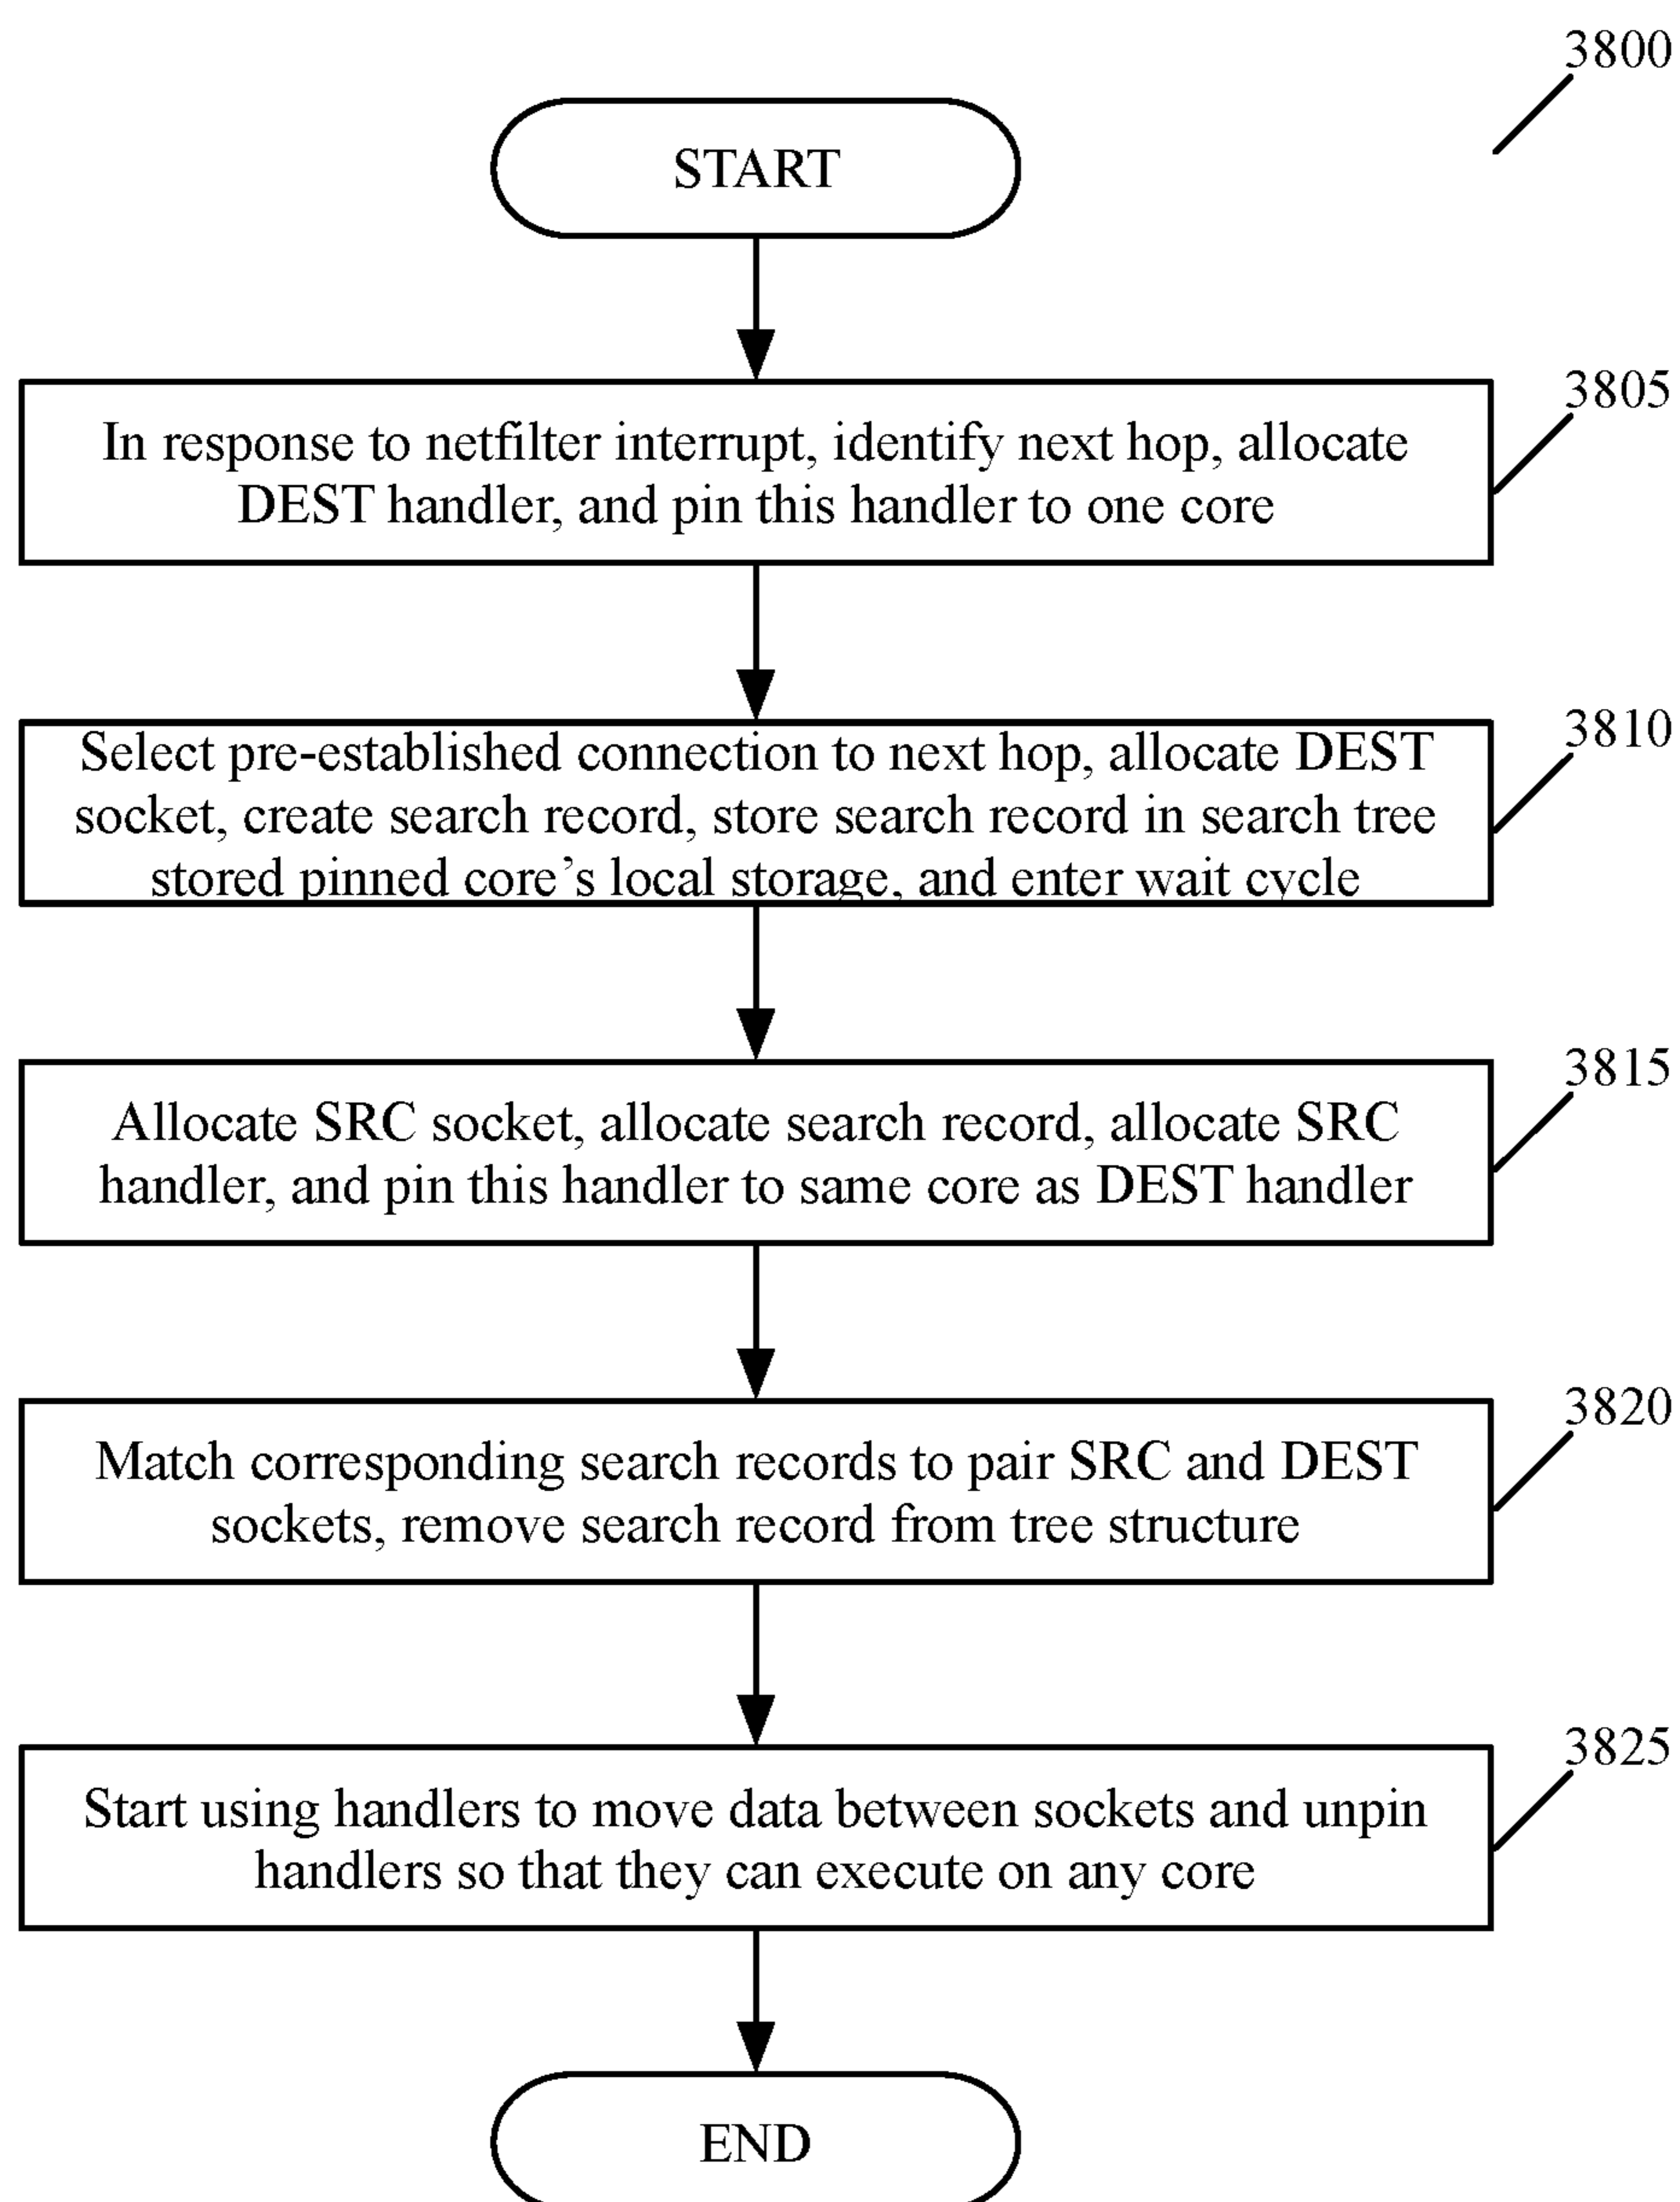 3800
START
3805
In response to netfilter interrupt, identify next hop, allocate
DEST handler, and pin this handler to one core
3810
Select pre-established connection to next hop, allocate DEST
socket, create search record, store search record in search tree
stored pinned core’s local storage, and enter wait cycle
3815
Allocate SRC socket, allocate search record, allocate SRC
handler, and pin this handler to same core as DEST handler
3820
Match corresponding search records to pair SRC and DEST
sockets, remove search record from tree structure
3825
Start using handlers to move data between sockets and unpin
handlers so that they can execute on any core
END